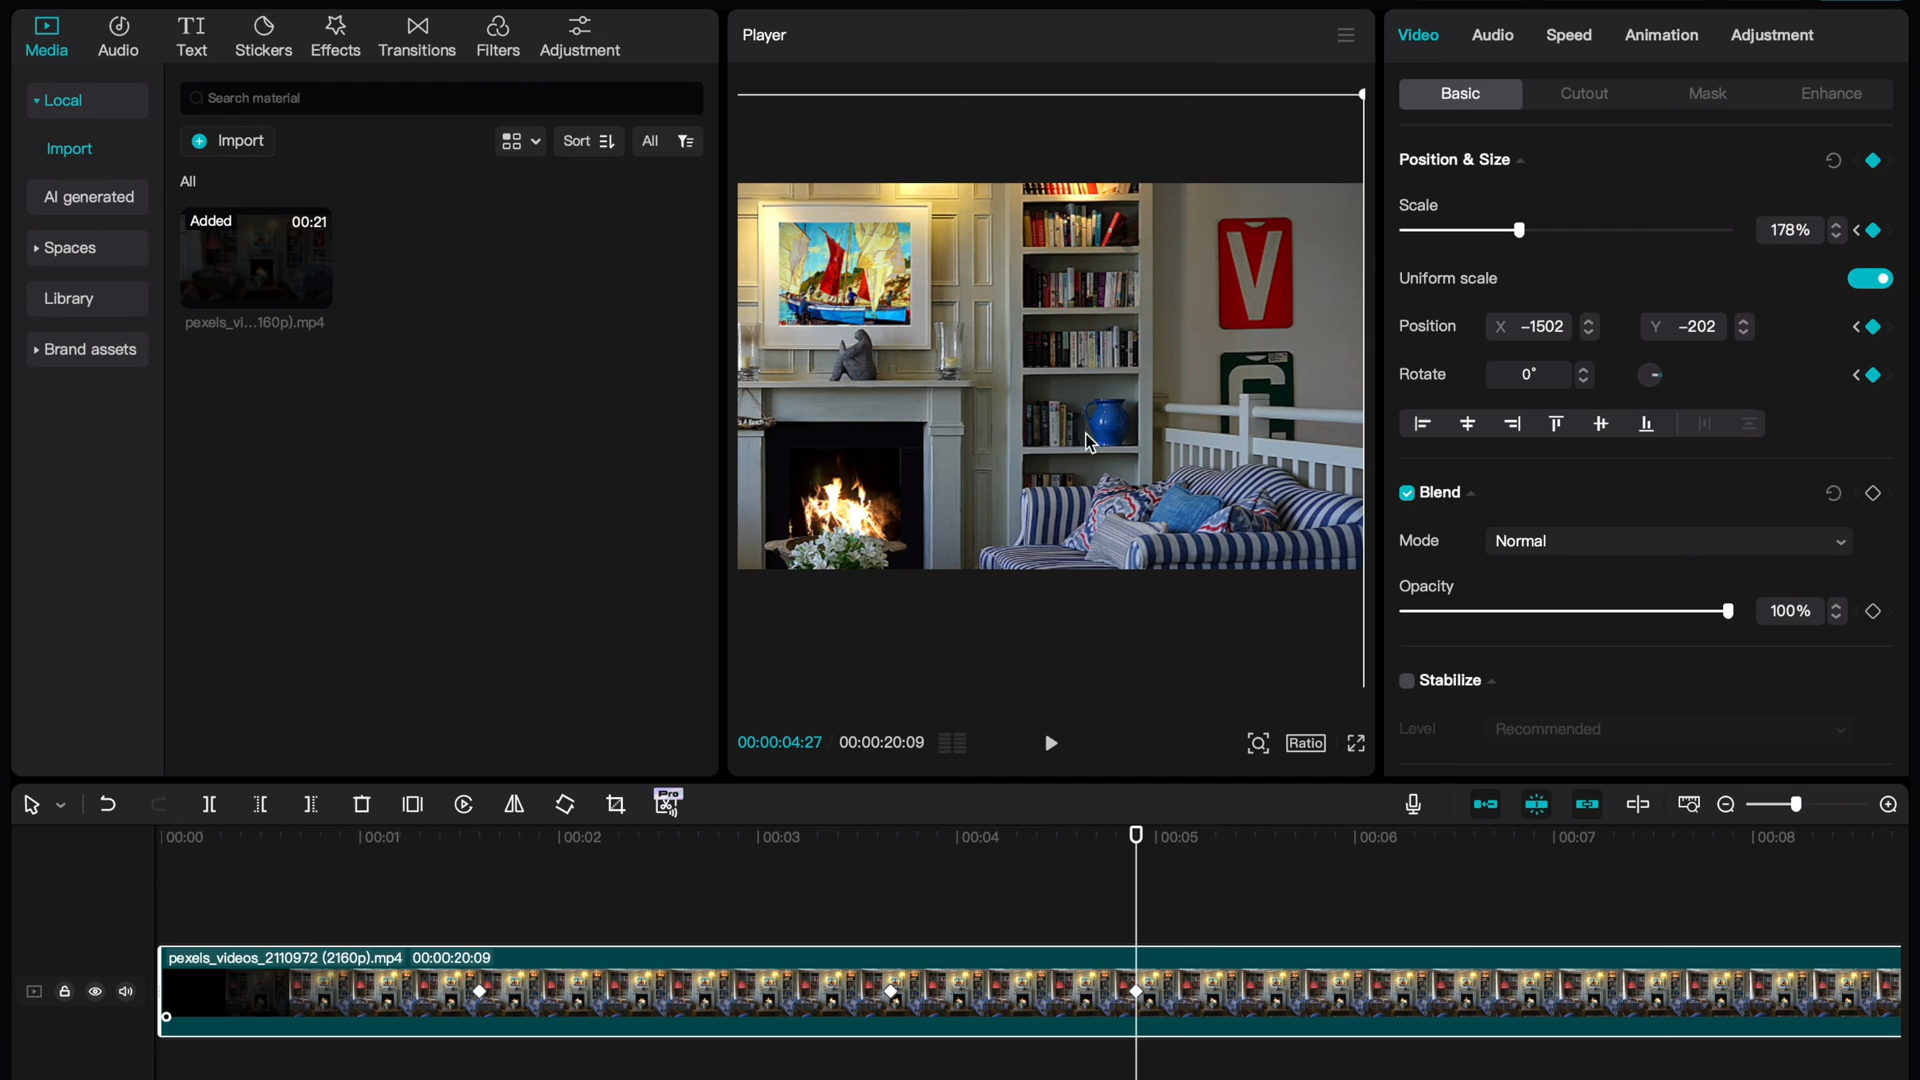 Media
Audio
Text
Stickers
Effects
Transitions
Filters
Adjustment
Local
Import
AI generated
Spaces
Library
Brand assets
Search material
Import
Sort
All
All
Added
00:21
pexels_vi...160p).mp4
Player
V
00:00:04:27
00:00:20:09
Ratio
Video
Audio
Speed
Animation
Adjustment
Basic
Cutout
Mask
Enhance
Position & Size
Scale
178%
Uniform scale
Position
X -1502
Y -202
Rotate
0°
Blend
Mode
Normal
Opacity
100%
Stabilize
Level
Recommended
Pro
00:00
00:01
00:02
00:03
00:04
00:05
00:06
00:07
00:08
pexels_videos_2110972 (2160p).mp4 00:00:20:09